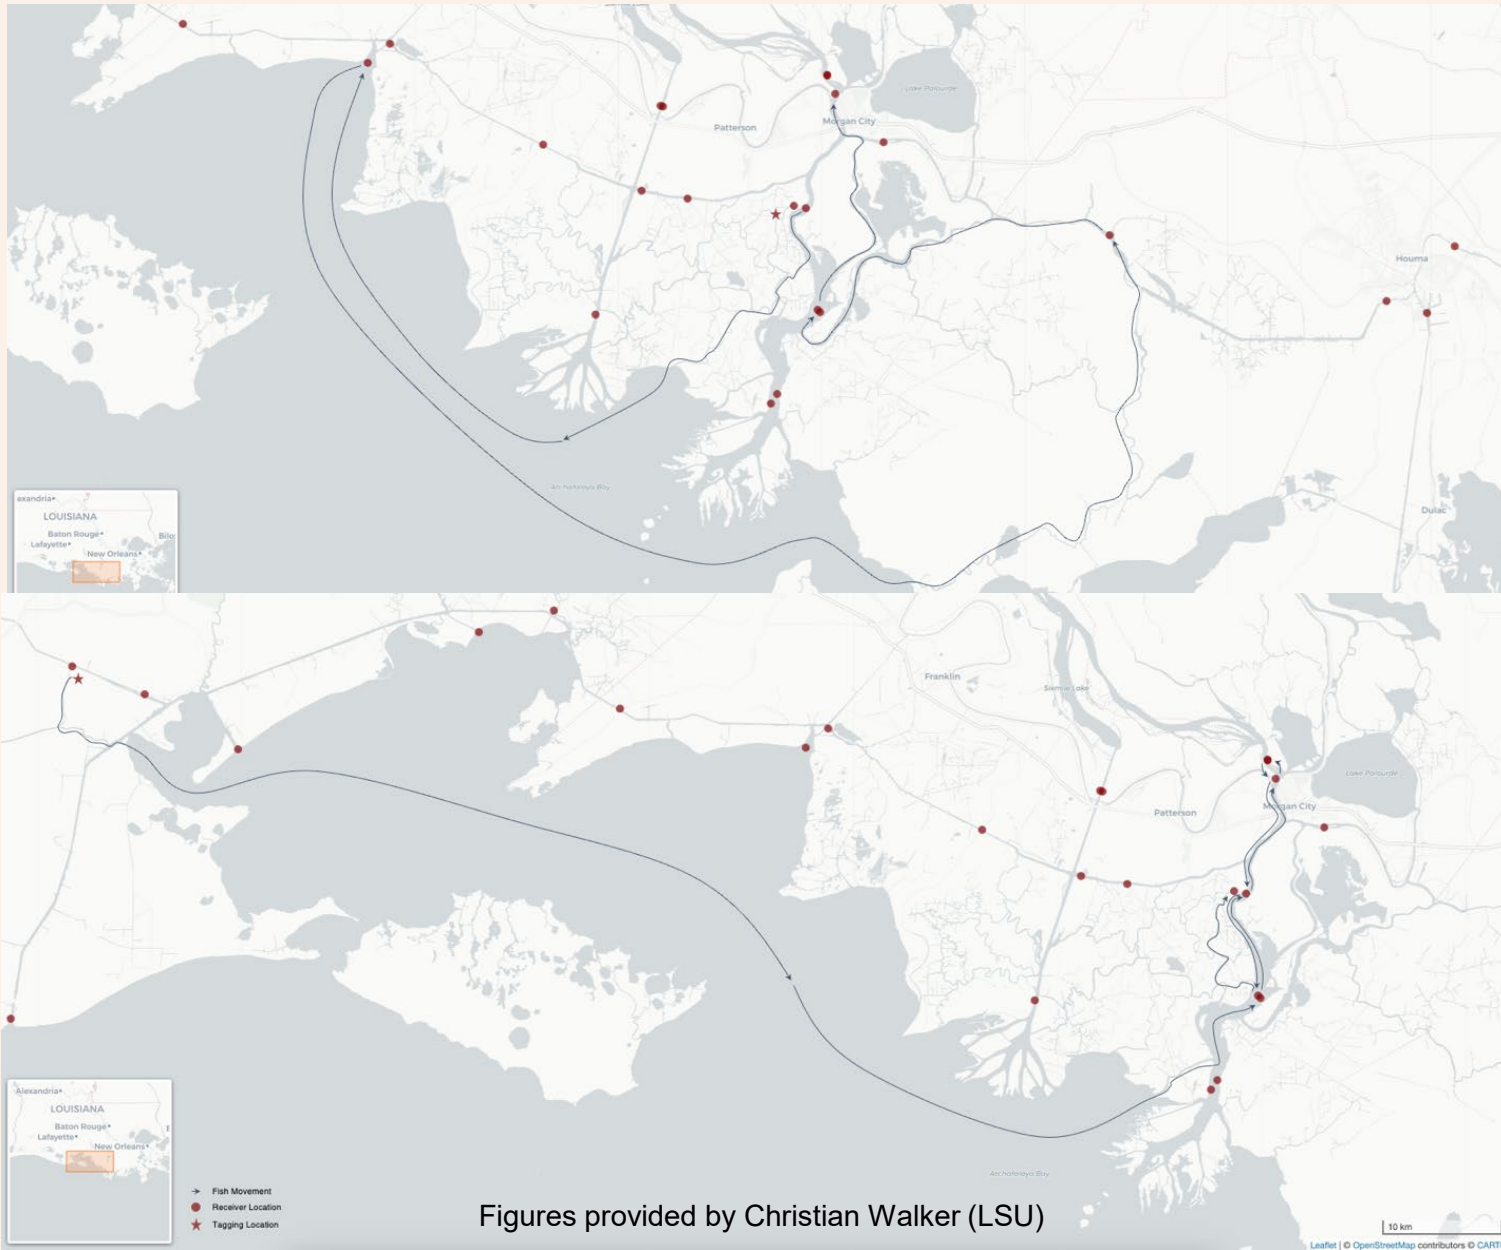 Lake Palourde
Morgan City
Patterson
Houma
Atchafalaya Bay
Dulac
exandria
LOUISIANA
Baton Rouge
Bilo
Lafayette
New Orleans
Franklin
Lake Palourde
Patterson
Morgan City
Alexandria
LOUISIANA
Baton Rouge
Lafayette
New Orleans
Atchafalaya Bay
Fish Movement
Receiver Location
Tagging Location
Figures provided by Christian Walker (LSU)
10 km
Leaflet | © OpenStreetMap contributors © CART